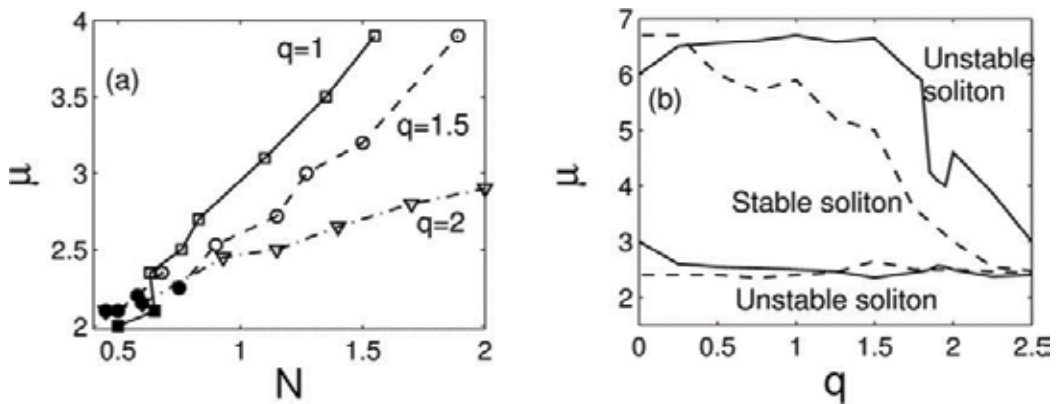 4
3.5
3
2.5
2
μ
(a)
q=1
q=1.5
q=2
0.5
1
1.5
2
N
7
6
5
4
3
2
μ
(b)
Unstable
soliton
Stable soliton
Unstable soliton
0
0.5
1
1.5
2
2.5
q